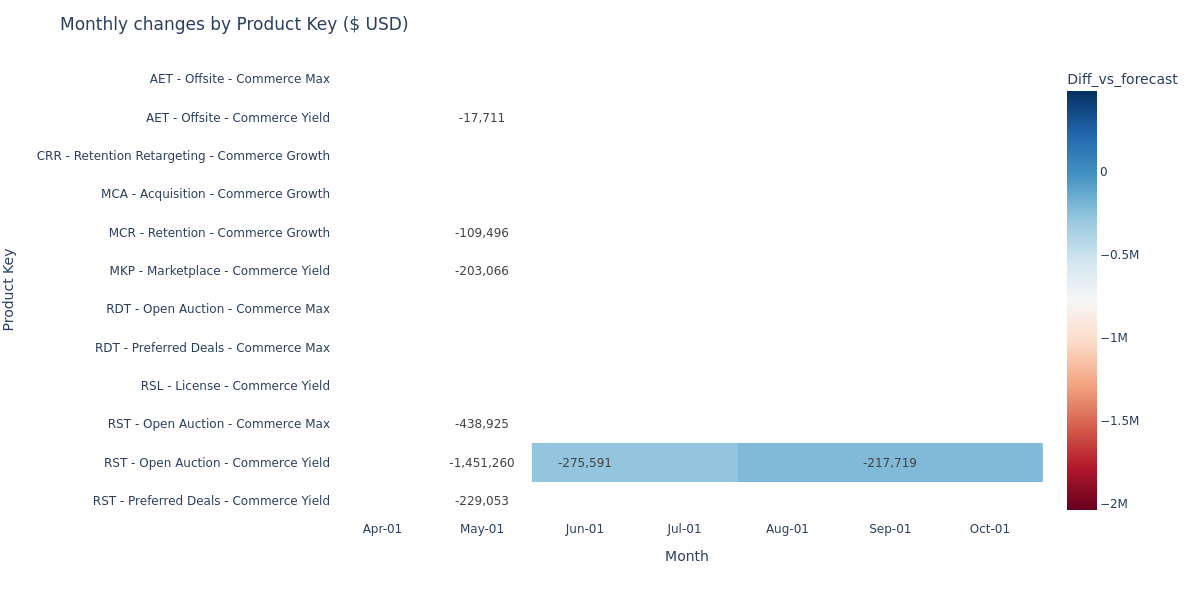 Monthly changes by Product Key ($ USD)
Diff_vs_forecast
AET - Offsite - Commerce Max
AET - Offsite - Commerce Yield -17,711
CRR - Retention Retargeting - Commerce Growth
MCA - Acquisition - Commerce Growth
MCR - Retention - Commerce Growth -109,496
MKP - Marketplace - Commerce Yield -203,066
RDT - Open Auction - Commerce Max
RDT - Preferred Deals - Commerce Max
RSL - License - Commerce Yield
RST - Open Auction - Commerce Max -438,925
RST - Open Auction - Commerce Yield -1,451,260 -275,591 -217,719
RST - Preferred Deals - Commerce Yield -229,053
Apr-01 May-01 Jun-01 Jul-01 Aug-01 Sep-01 Oct-01
Month
Product Key
0
−0.5M
−1M
−1.5M
−2M